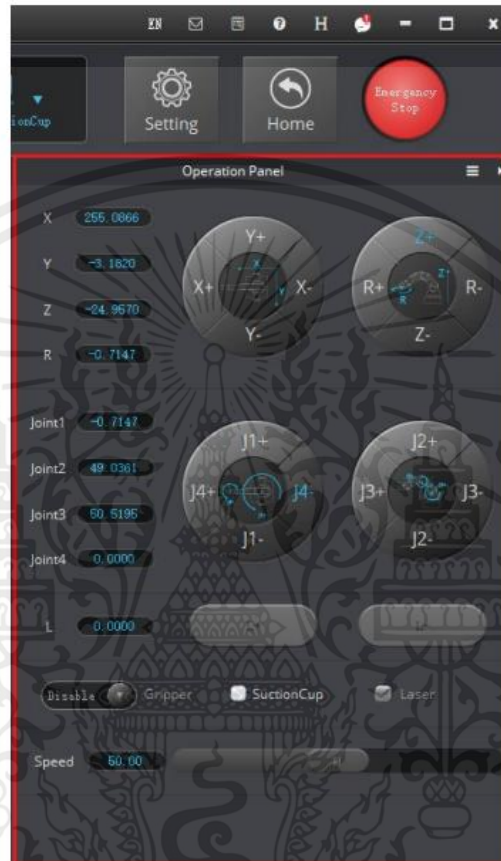 EN H
Emergency
Stop
ionCup
Setting
Home
Operation Panel
X 255.0866
Y+
X+ X-
Y-
Z+
R+ R-
Z-
Y -3.1820
Z -24.9570
R -0.7147
Joint1 -0.7147
J1+
J4+ J4-
J1-
J2+
J3+ J3-
J2-
Joint2 49.0361
Joint3 50.5195
Joint4 0.0000
L 0.0000
Disable Gripper SuctionCup Laser
Speed 50.00